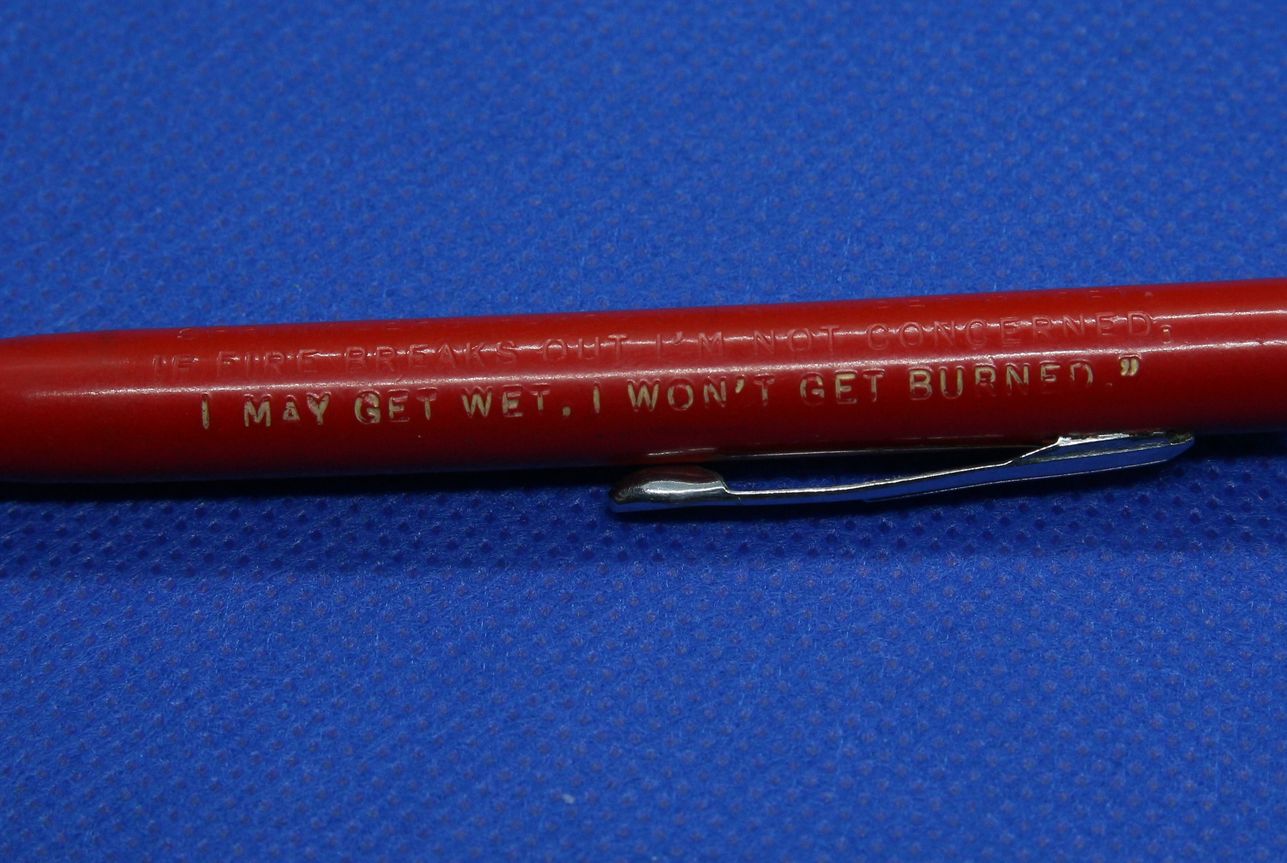 IF FIRE BREAKS OUT I'M NOT CONCERNED;
I MAY GET WET, I WON'T GET BURNED.”